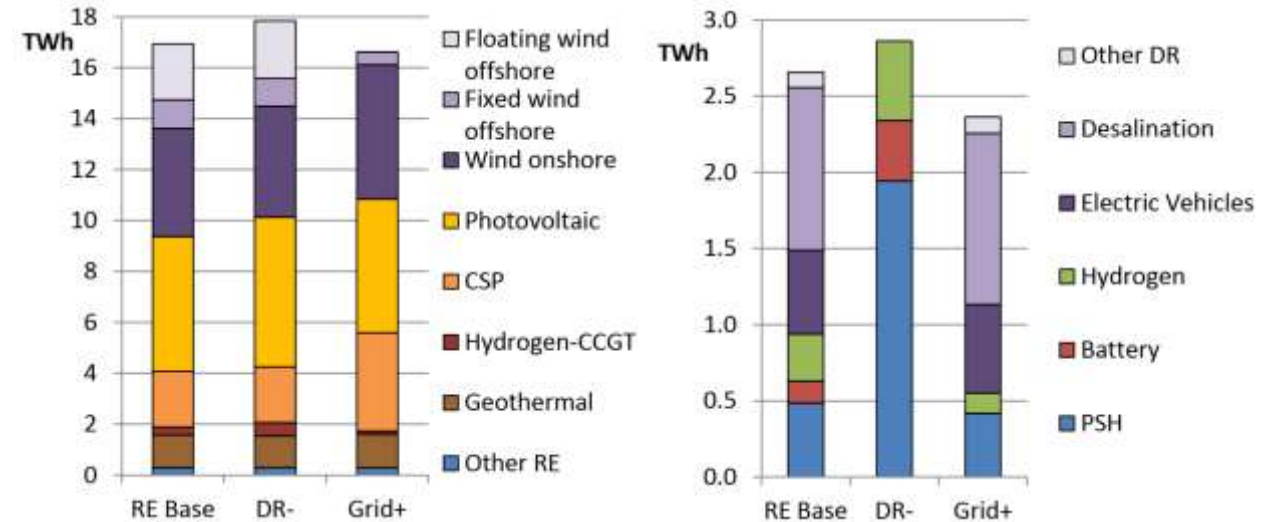 TWh
18
16
14
12
10
8
6
4
2
0
RE Base
DR-
Grid+
Floating wind
offshore
Fixed wind
offshore
Wind onshore
Photovoltaic
CSP
Hydrogen-CCGT
Geothermal
Other RE
TWh
3.0
2.5
2.0
1.5
1.0
0.5
0.0
RE Base
DR-
Grid+
Other DR
Desalination
Electric Vehicles
Hydrogen
Battery
PSH